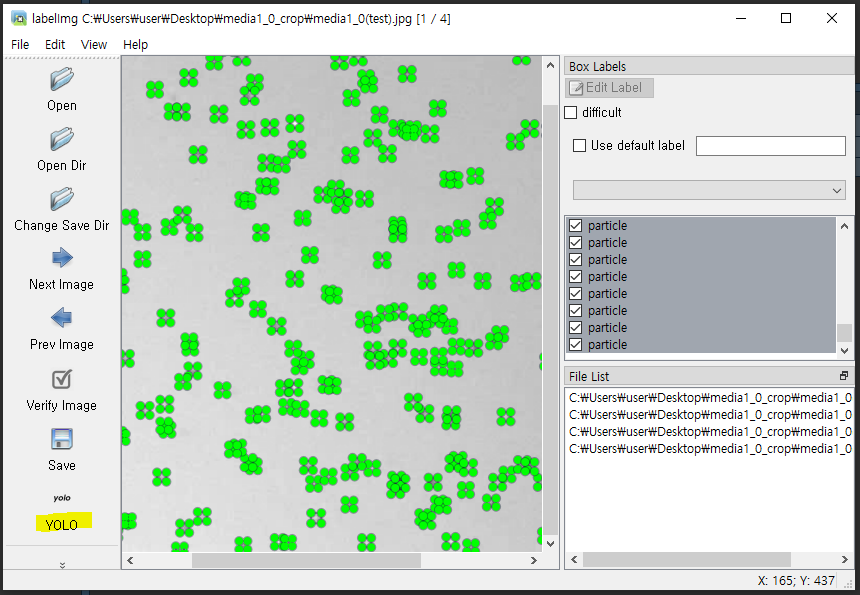 labelImg C:₩Users₩user₩Desktop₩media1_0_crop₩media1_0(test).jpg [1 / 4]
File Edit View Help
Open
Open Dir
Change Save Dir
Next Image
Prev Image
Verify Image
Save
yolo
YOLO
Box Labels
Edit Label
difficult
Use default label
particle
particle
particle
particle
particle
particle
particle
particle
File List
C:₩Users₩user₩Desktop₩media1_0_crop₩media1_0
C:₩Users₩user₩Desktop₩media1_0_crop₩media1_0
C:₩Users₩user₩Desktop₩media1_0_crop₩media1_0
C:₩Users₩user₩Desktop₩media1_0_crop₩media1_0
X: 165; Y: 437